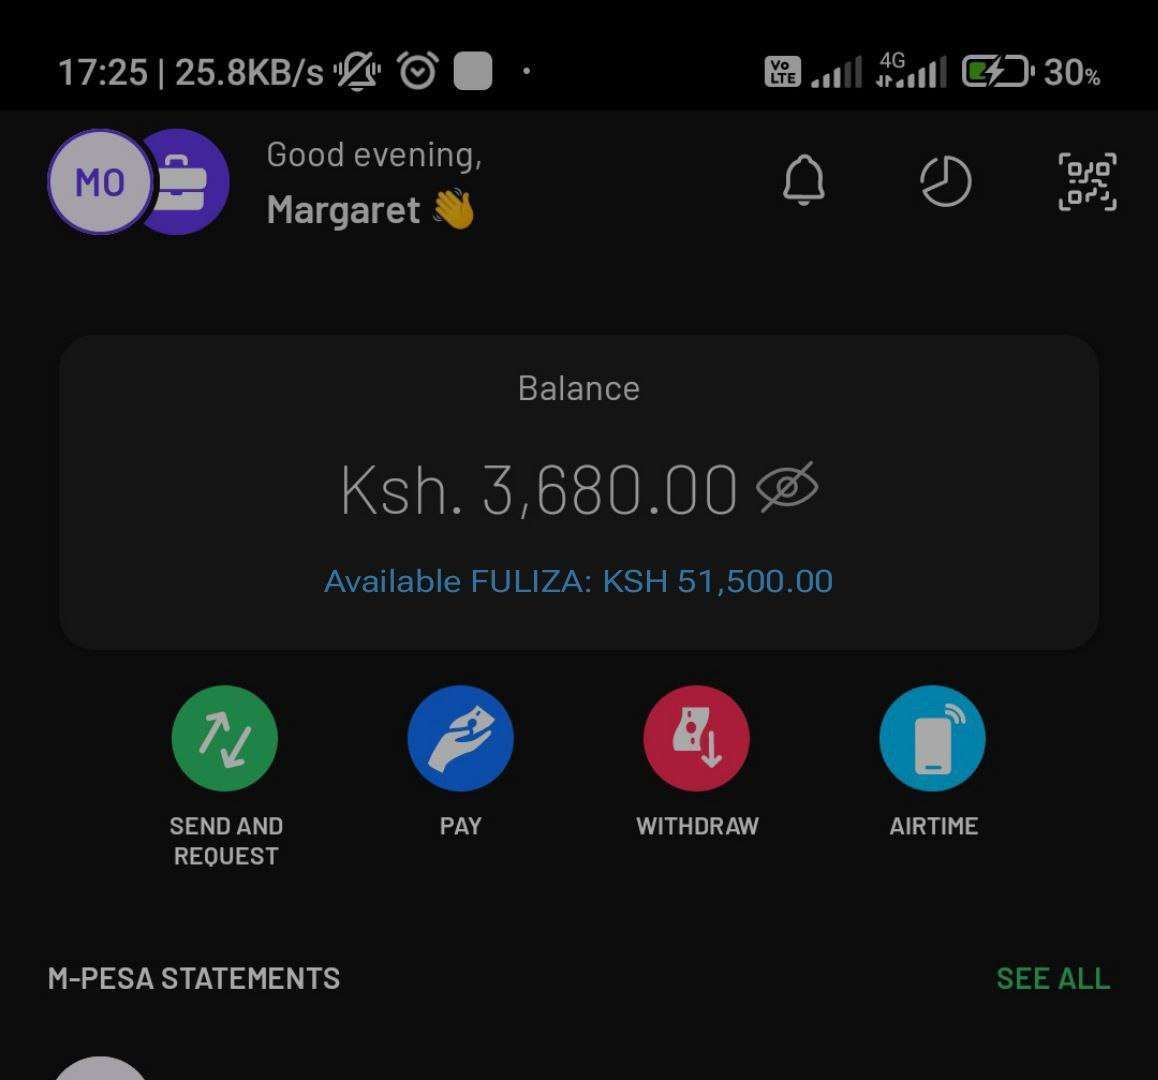 17:25 | 25.8KB/s Vo LTE 4G 30%
MO
Good evening,
Margaret 👋
Balance
Ksh. 3,680.00
Available FULIZA: KSH 51,500.00
SEND AND
REQUEST
PAY
WITHDRAW
AIRTIME
M-PESA STATEMENTS
SEE ALL